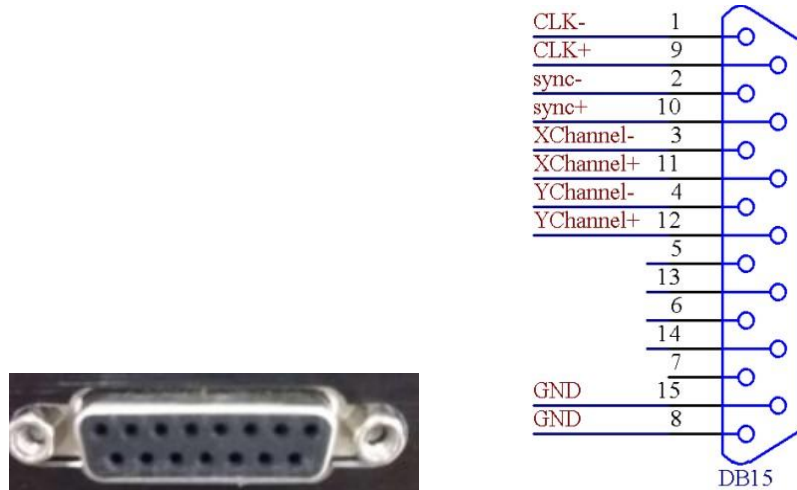 CLK- 1
CLK+ 9
sync- 2
sync+ 10
XChannel- 3
XChannel+ 11
YChannel- 4
YChannel+ 12
5
13
6
14
7
GND 15
GND 8
DB15